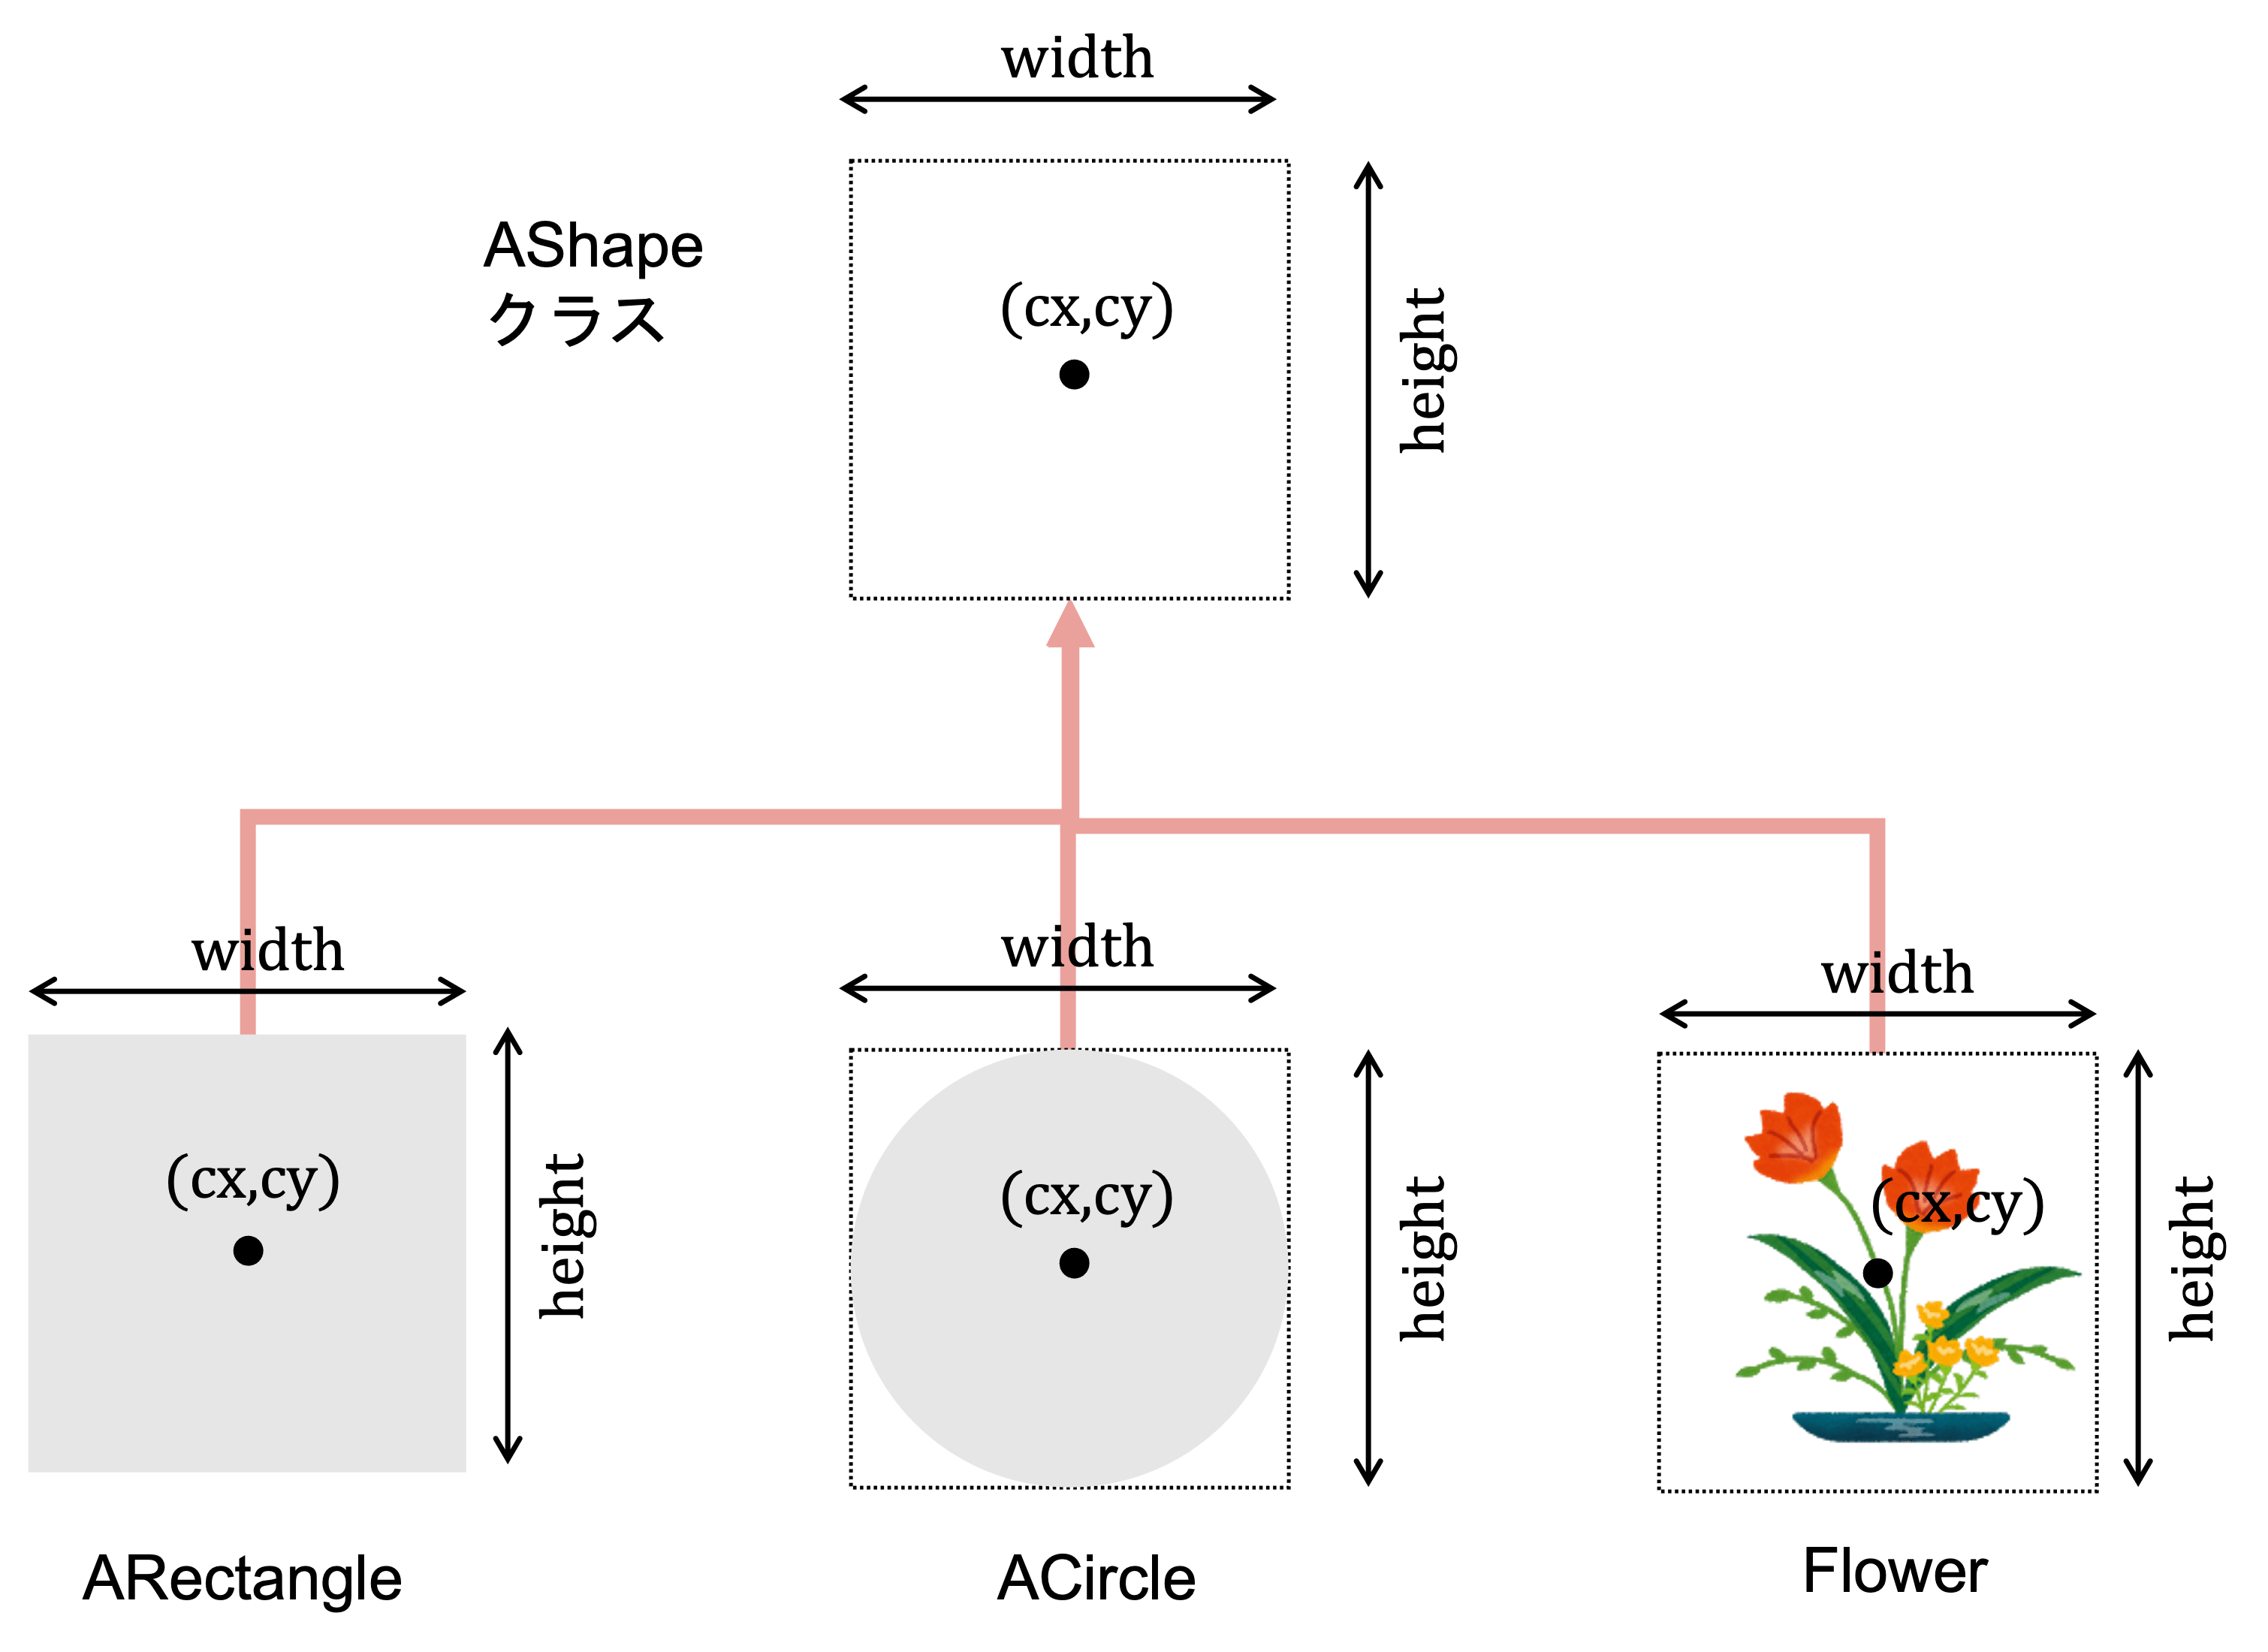 width
AShape
クラス
(cx,cy)
height
width
width
width
(cx,cy)
height
(cx,cy)
height
(cx,cy)
height
ARectangle
ACircle
Flower